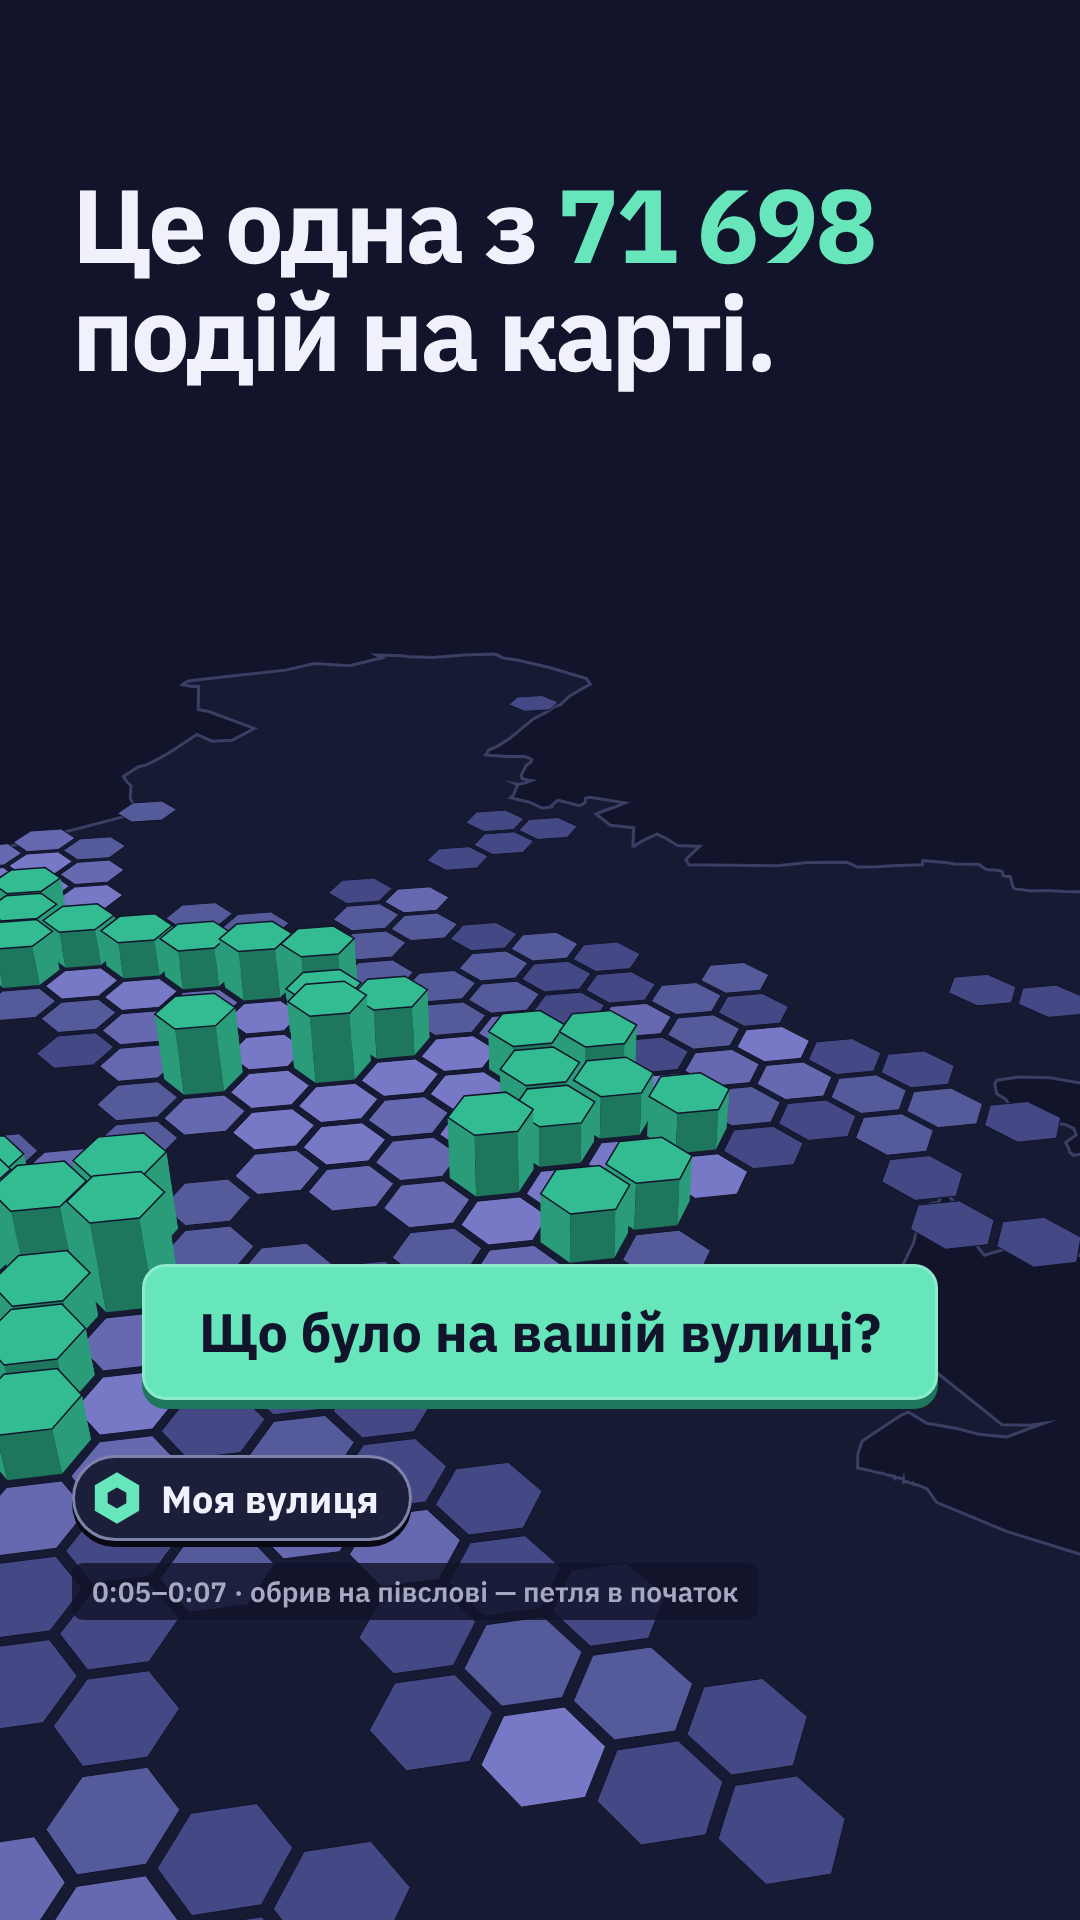 Це одна з 71 698
подій на карті.
Що було на вашій вулиці?
Моя вулиця
0:05–0:07 · обрив на півслові — петля в початок